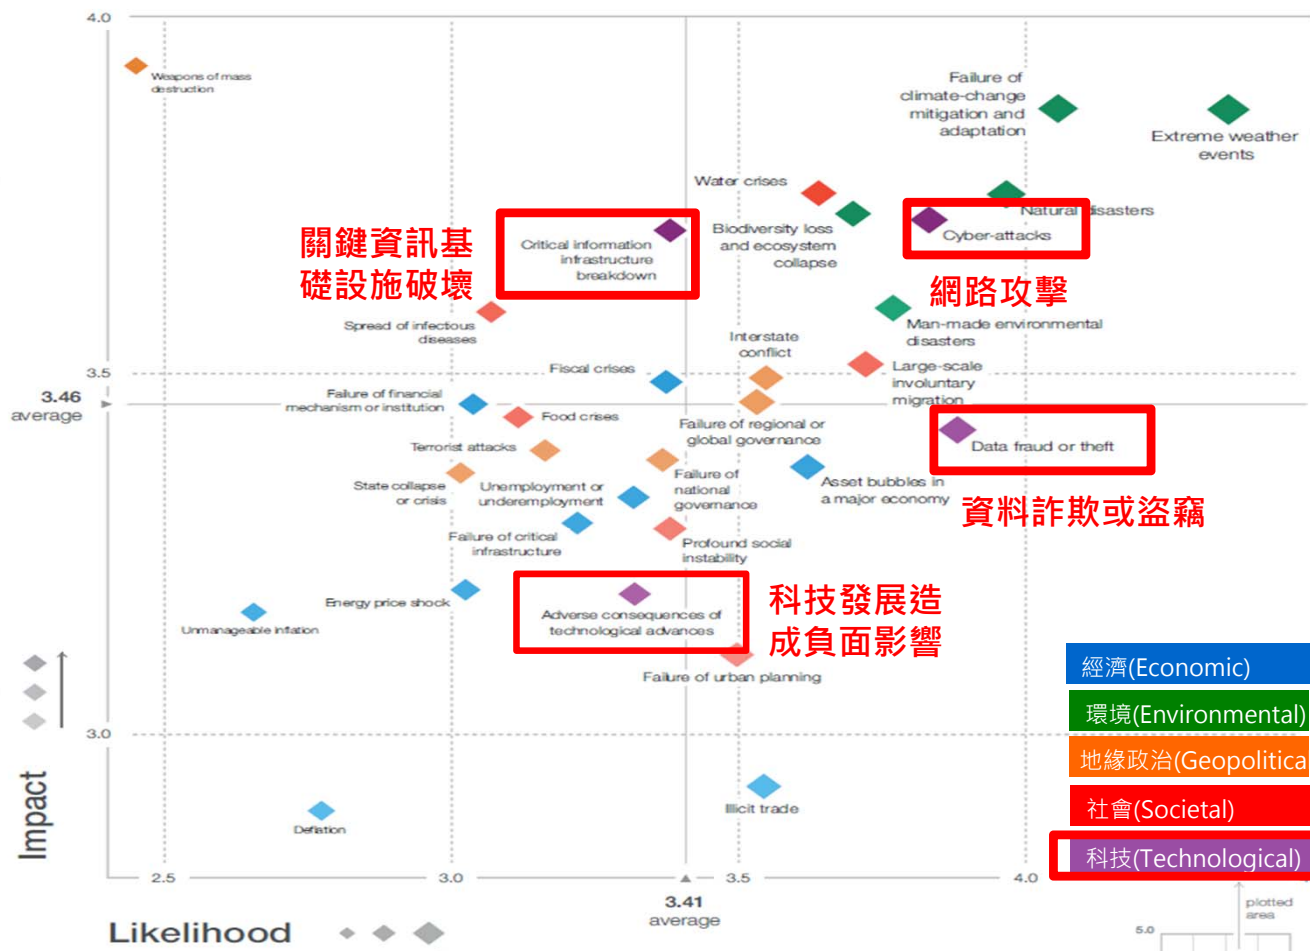 4.0
Weapons of mass
destruction
Failure of
climate-change
mitigation and
adaptation
Extreme weather
events
Water crises
Natural disasters
Cyber-attacks
網路攻擊
Biodiversity loss
and ecosystem
collapse
關鍵資訊基
礎設施破壞
Critical information
infrastructure
breakdown
Spread of infectious
diseases
Man-made environmental
disasters
Interstate
conflict
Large-scale
involuntary
migration
Fiscal crises
3.5
3.46
average
Failure of financial
mechanism or institution
Food crises
Failure of regional or
global governance
Data fraud or theft
資料詐欺或盜竊
Terrorist attacks
State collapse
or crisis
Unemployment or
underemployment
Failure of
national
governance
Asset bubbles in
a major economy
Failure of critical
infrastructure
Profound social
instability
Energy price shock
Adverse consequences of
technological advances
科技發展造
成負面影響
Unmanageable inflation
Failure of urban planning
3.0
Illicit trade
Deflation
Impact
經濟(Economic)
環境(Environmental)
地緣政治(Geopolitica
社會(Societal)
科技(Technological)
2.5
3.0
3.5
4.0
3.41
average
Likelihood
plotted
area
5.0